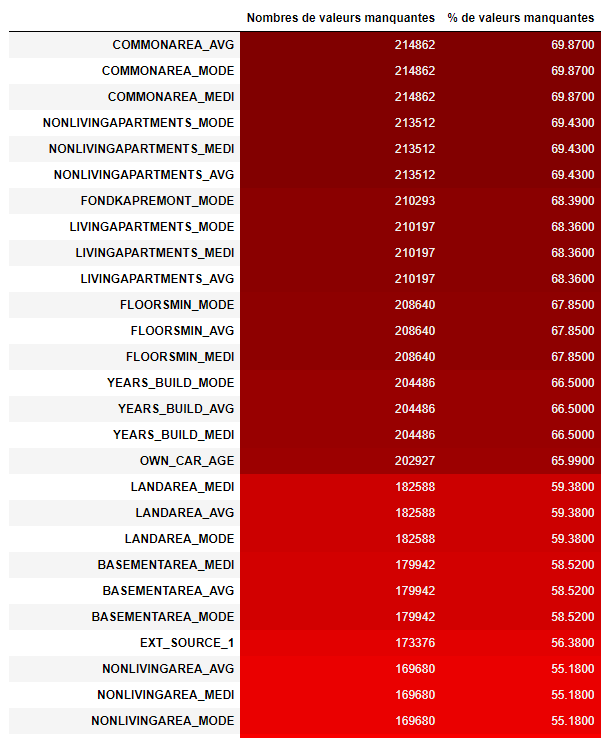 Nombres de valeurs manquantes % de valeurs manquantes
COMMONAREA_AVG 214862 69.8700
COMMONAREA_MODE 214862 69.8700
COMMONAREA_MEDI 214862 69.8700
NONLIVINGAPARTMENTS_MODE 213512 69.4300
NONLIVINGAPARTMENTS_MEDI 213512 69.4300
NONLIVINGAPARTMENTS_AVG 213512 69.4300
FONDKAPREMONT_MODE 210293 68.3900
LIVINGAPARTMENTS_MODE 210197 68.3600
LIVINGAPARTMENTS_MEDI 210197 68.3600
LIVINGAPARTMENTS_AVG 210197 68.3600
FLOORSMIN_MODE 208640 67.8500
FLOORSMIN_AVG 208640 67.8500
FLOORSMIN_MEDI 208640 67.8500
YEARS_BUILD_MODE 204486 66.5000
YEARS_BUILD_AVG 204486 66.5000
YEARS_BUILD_MEDI 204486 66.5000
OWN_CAR_AGE 202927 65.9900
LANDAREA_MEDI 182588 59.3800
LANDAREA_AVG 182588 59.3800
LANDAREA_MODE 182588 59.3800
BASEMENTAREA_MEDI 179942 58.5200
BASEMENTAREA_AVG 179942 58.5200
BASEMENTAREA_MODE 179942 58.5200
EXT_SOURCE_1 173376 56.3800
NONLIVINGAREA_AVG 169680 55.1800
NONLIVINGAREA_MEDI 169680 55.1800
NONLIVINGAREA_MODE 169680 55.1800